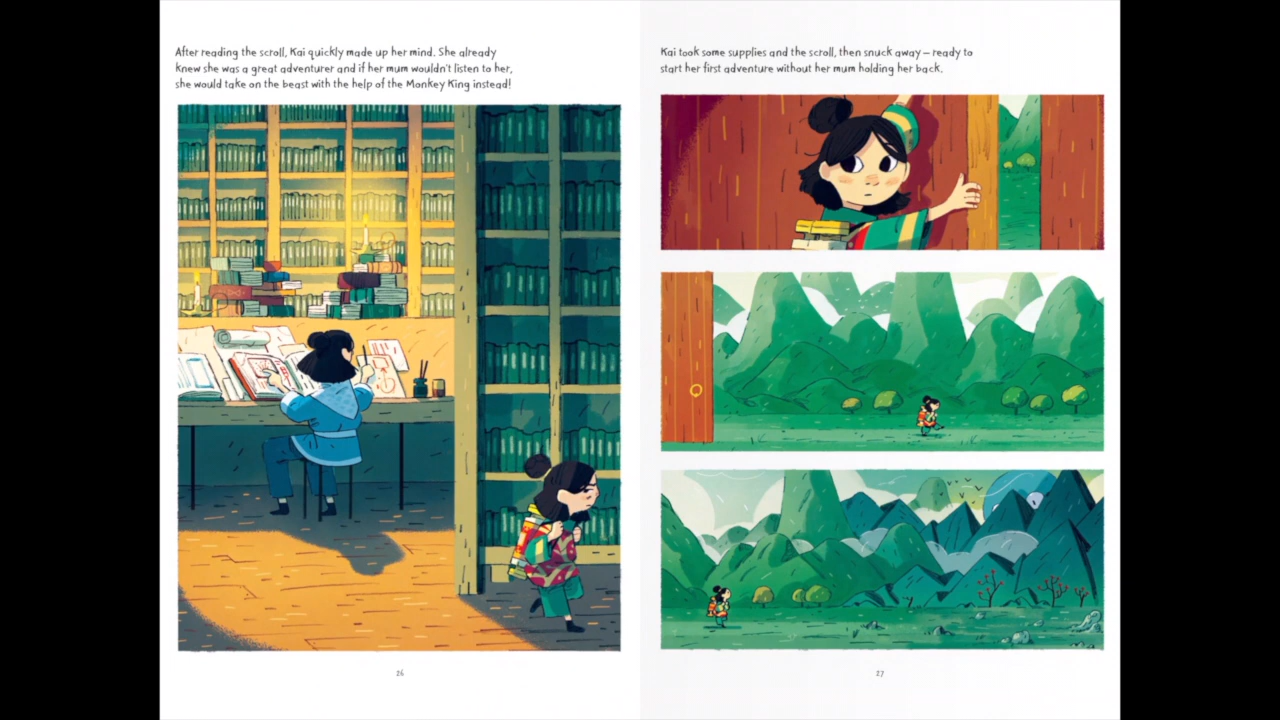 After reading the scroll, Kai quickly made up her mind. She already
knew she was a great adventurer and if her mum wouldn't listen to her,
she would take on the beast with the help of the Monkey King instead!
26
Kai took some supplies and the scroll, then snuck away – ready to
start her first adventure without her mum holding her back.
27